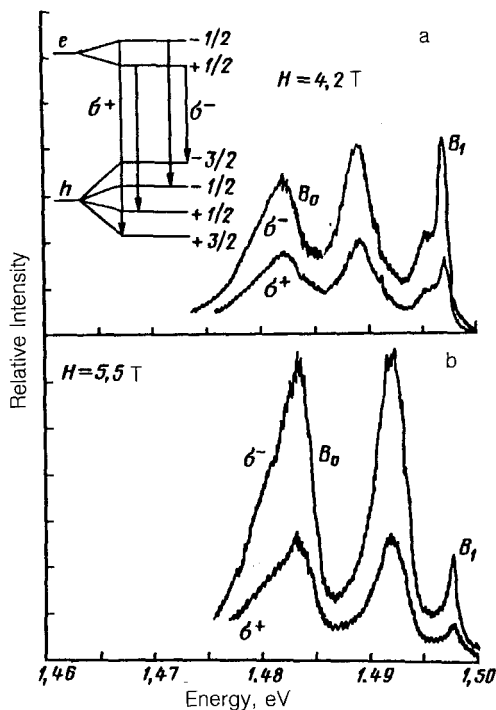 e
- 1/2
+ 1/2
a
H = 4,2 T
б+
б−
h
- 3/2
- 1/2
+ 1/2
+ 3/2
B1
B0
б−
б+
Relative Intensity
H = 5,5 T
b
б−
B0
B1
б+
1,46
1,47
1.48
1.49
1,50
Energy, eV